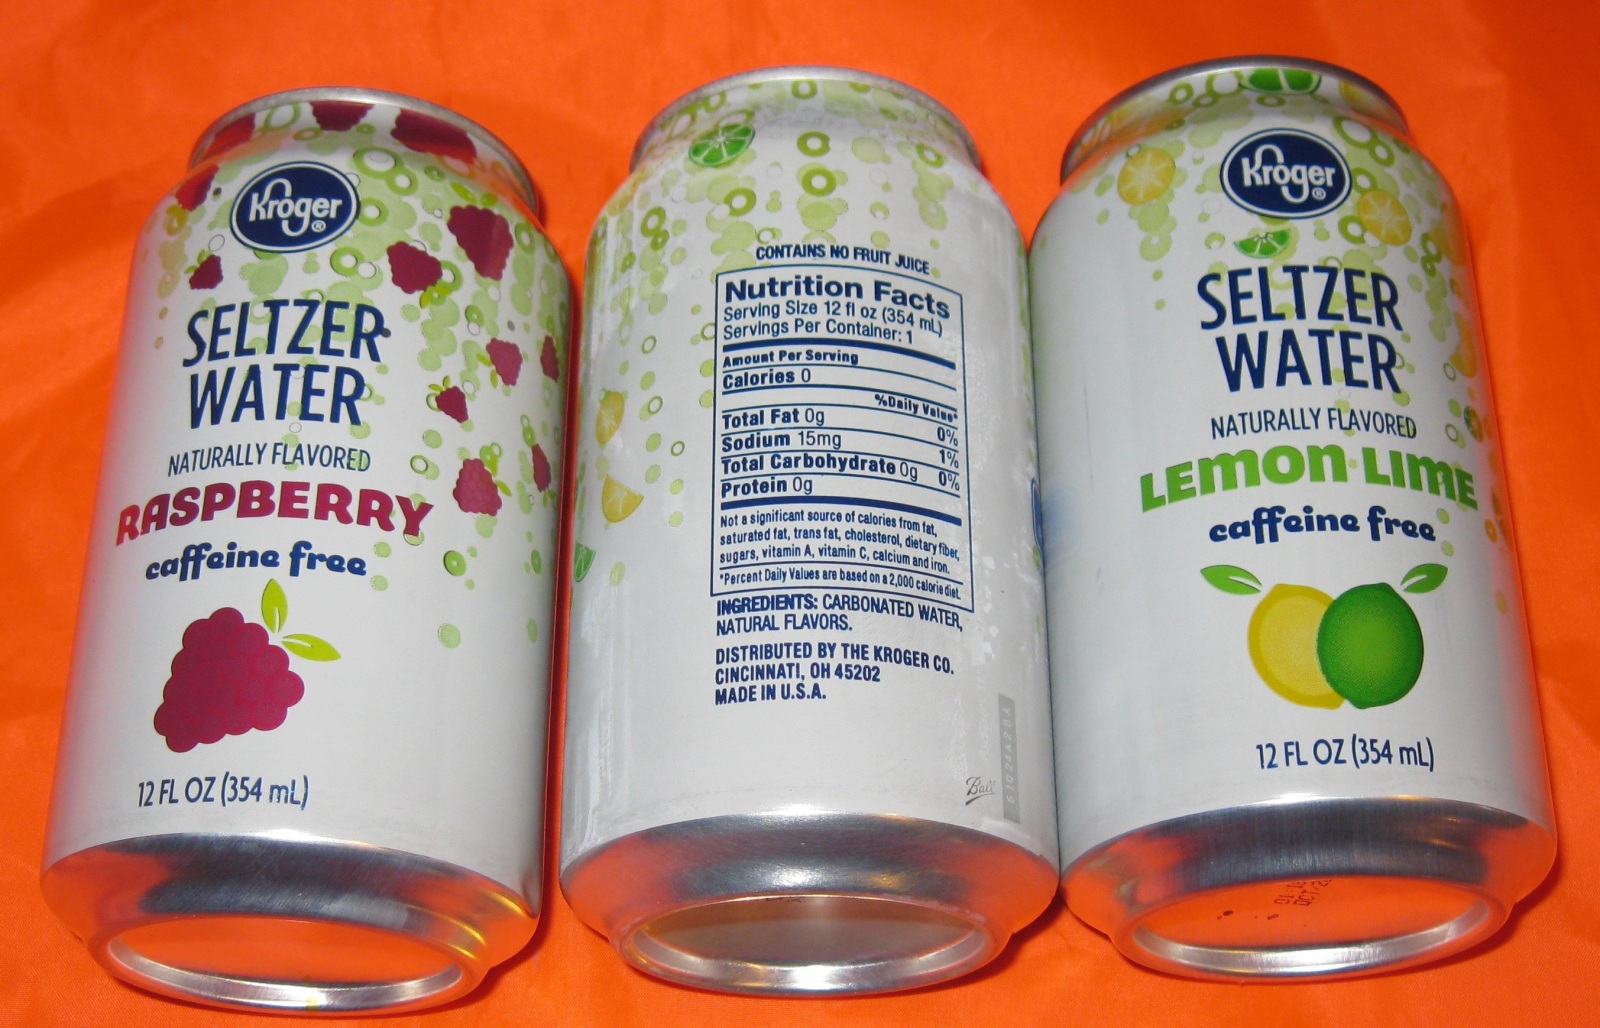 Kroger®
SELTZER
WATER
NATURALLY FLAVORED
RASPBERRY
caffeine free
12 FL OZ (354 mL)
CONTAINS NO FRUIT JUICE
Nutrition Facts
Serving Size 12 fl oz (354 mL)
Servings Per Container: 1
Amount Per Serving
Calories 0
%Daily Value*
Total Fat 0g 0%
Sodium 15mg 1%
Total Carbohydrate 0g 0%
Protein 0g
Not a significant source of calories from fat,
saturated fat, trans fat, cholesterol, dietary fiber,
sugars, vitamin A, vitamin C, calcium and iron.
*Percent Daily Values are based on a 2,000 calorie diet.
INGREDIENTS: CARBONATED WATER,
NATURAL FLAVORS.
DISTRIBUTED BY THE KROGER CO.
CINCINNATI, OH 45202
MADE IN U.S.A.
Ball
Kroger®
SELTZER
WATER
NATURALLY FLAVORED
LEMON LIME
caffeine free
12 FL OZ (354 mL)